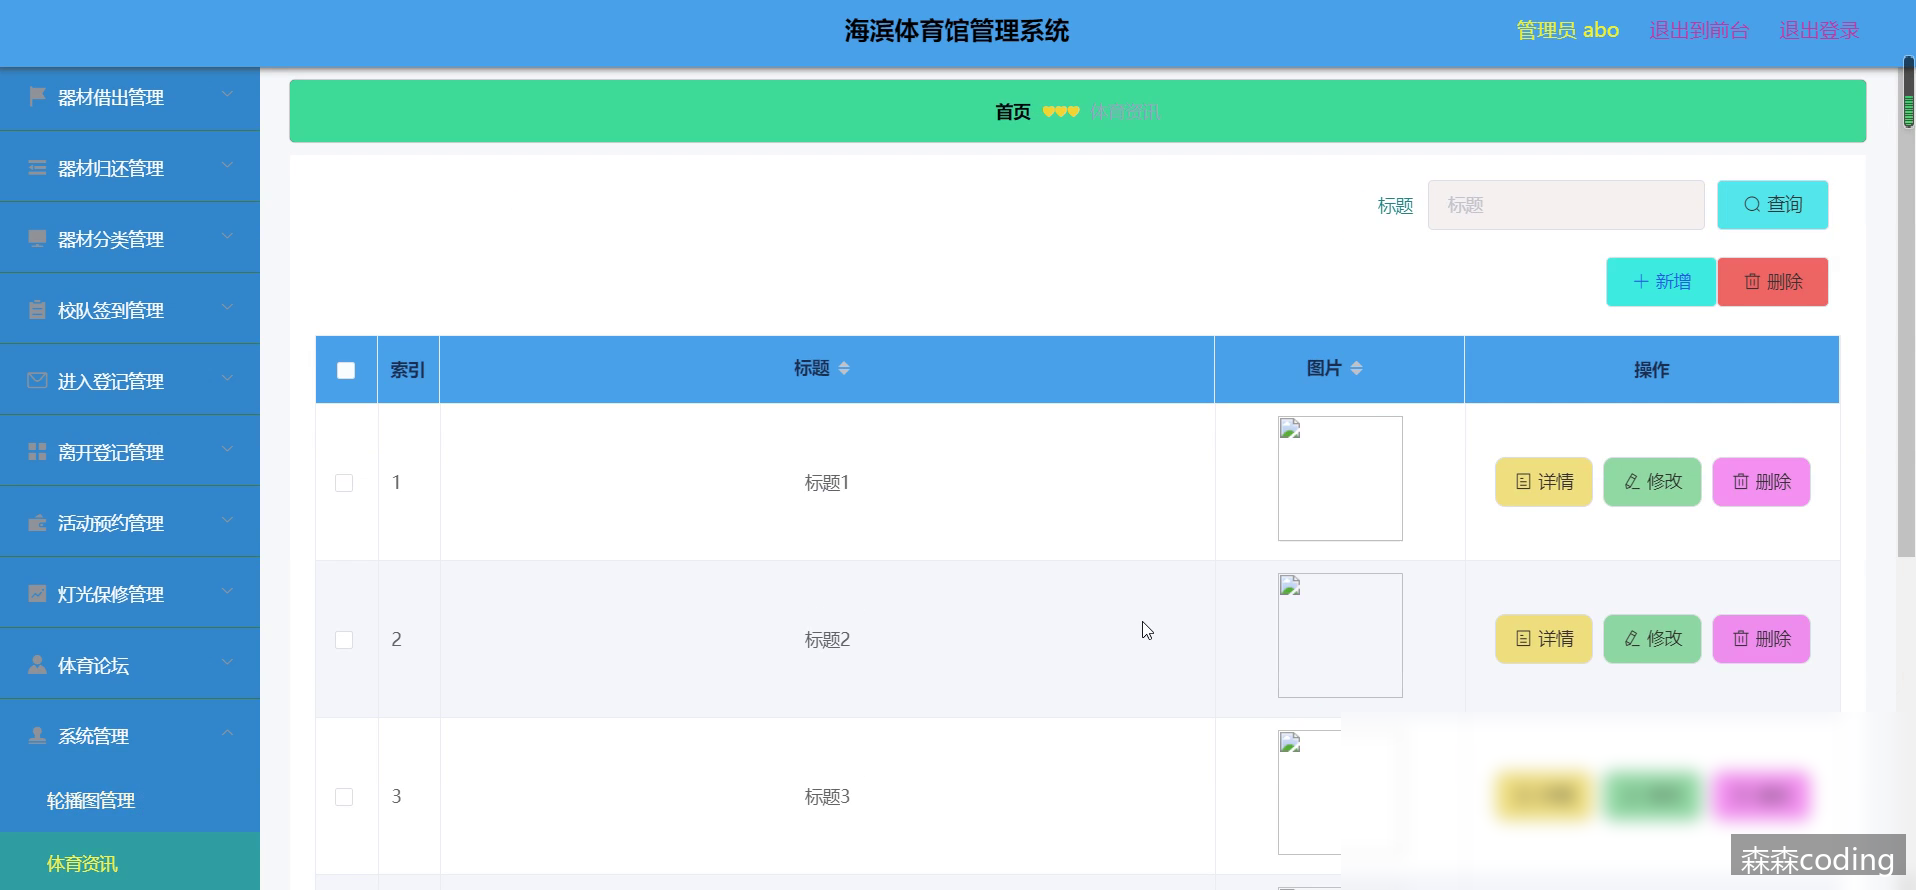 海滨体育馆管理系统
管理员 abo
退出到前台
退出登录
器材借出管理
器材归还管理
器材分类管理
校队签到管理
进入登记管理
离开登记管理
活动预约管理
灯光保修管理
体育论坛
系统管理
轮播图管理
体育资讯
首页 体育资讯
标题 标题 查询
新增 删除
索引 标题 图片 操作
1 标题1 详情 修改 删除
2 标题2 详情 修改 删除
3 标题3
森森coding